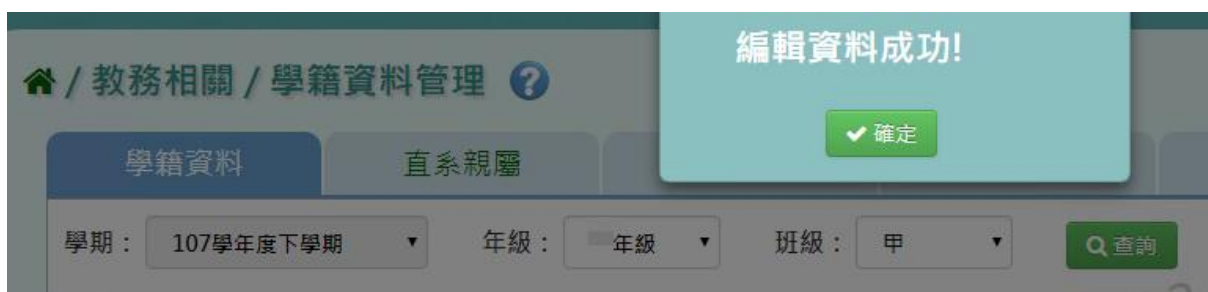 編輯資料成功!
/ 教務相關 / 學籍資料管理 ?
確定
學籍資料 直系親屬
學期： 107學年度下學期 年級： 年級 班級： 甲 查詢